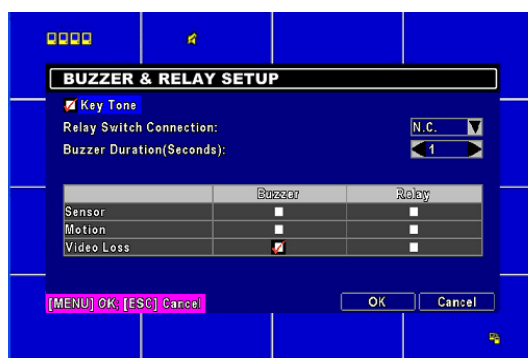 BUZZER & RELAY SETUP
Key Tone
Relay Switch Connection: N.C.
Buzzer Duration(Seconds): 1
Buzzer Relay
Sensor
Motion
Video Loss
[MENU] OK; [ESC] Cancel OK Cancel